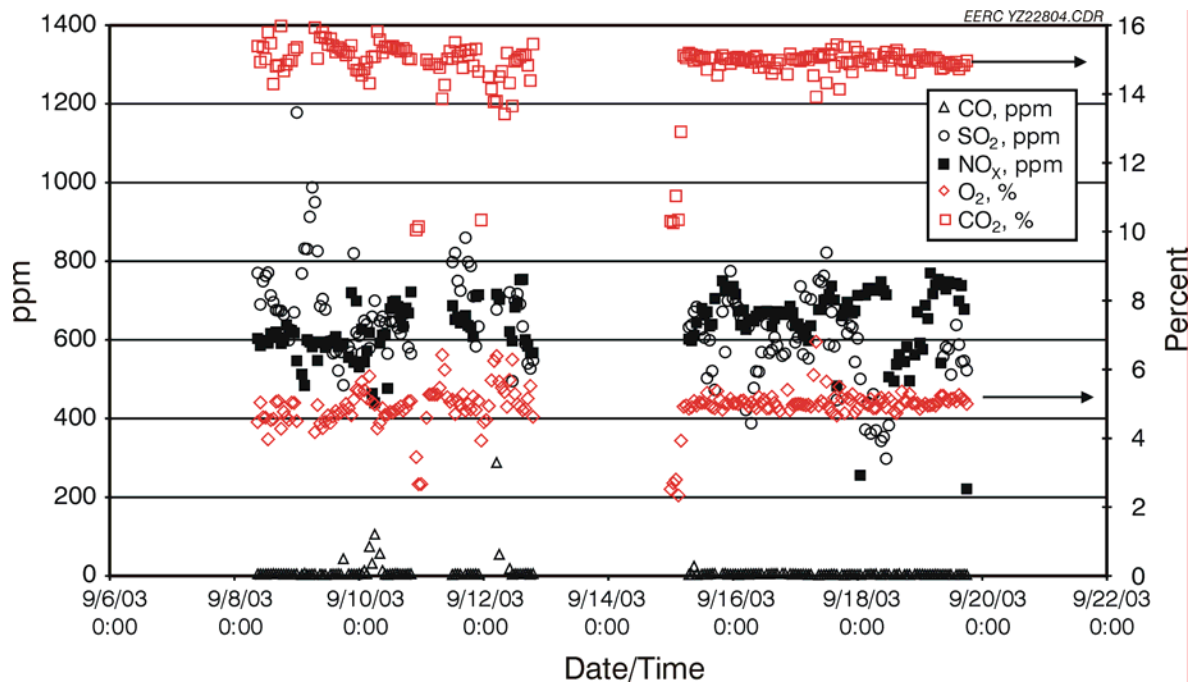 EERC YZ22804.CDR
1400
1200
1000
800
600
400
200
0
ppm
16
14
12
10
8
6
4
2
0
Percent
CO, ppm
SO₂, ppm
NOₓ, ppm
O₂, %
CO₂, %
9/6/03 9/8/03 9/10/03 9/12/03 9/14/03 9/16/03 9/18/03 9/20/03 9/22/03
0:00 0:00 0:00 0:00 0:00 0:00 0:00 0:00 0:00
Date/Time